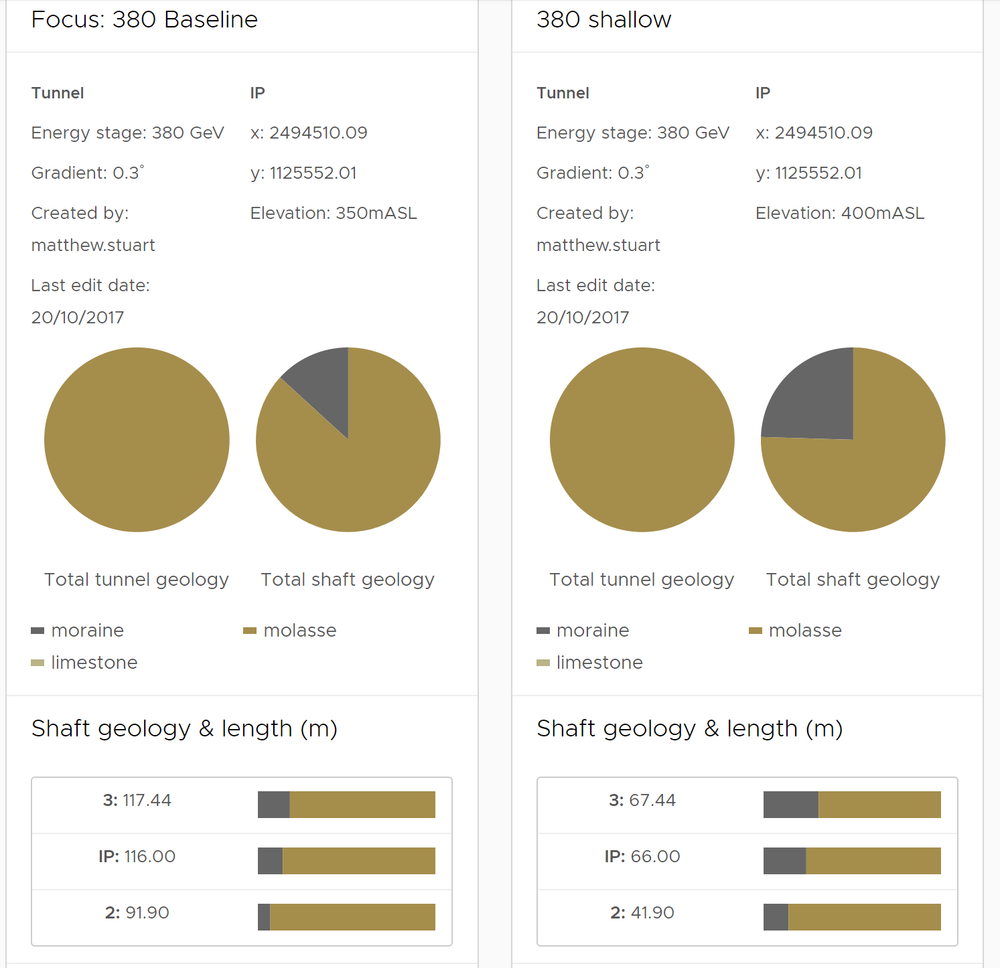 Focus: 380 Baseline
Tunnel
IP
Energy stage: 380 GeV
x: 2494510.09
Gradient: 0.3°
y: 1125552.01
Created by:
Elevation: 350mASL
matthew.stuart
Last edit date:
20/10/2017
Total tunnel geology
Total shaft geology
moraine
molasse
limestone
Shaft geology & length (m)
3: 117.44
IP: 116.00
2: 91.90
380 shallow
Tunnel
IP
Energy stage: 380 GeV
x: 2494510.09
Gradient: 0.3°
y: 1125552.01
Created by:
Elevation: 400mASL
matthew.stuart
Last edit date:
20/10/2017
Total tunnel geology
Total shaft geology
moraine
molasse
limestone
Shaft geology & length (m)
3: 67.44
IP: 66.00
2: 41.90